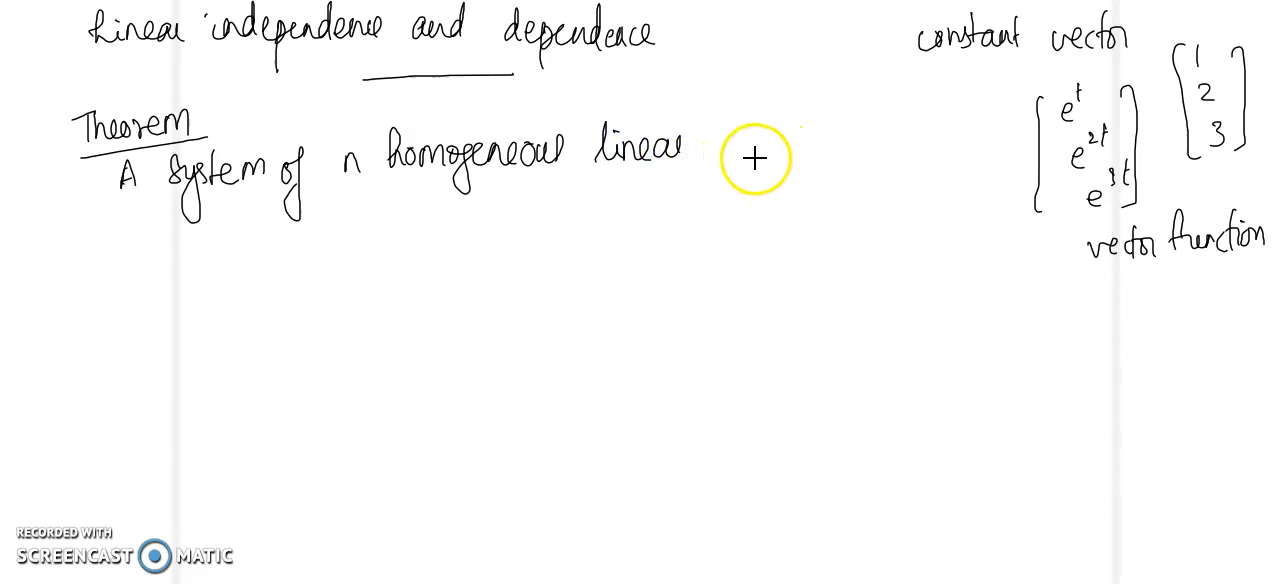 Linear independence and dependence
Theorem
A system of n homogeneous linear
constant vector
1
2
3
e^t
e^2t
e^3t
vector function
RECORDED WITH
SCREENCAST MATIC